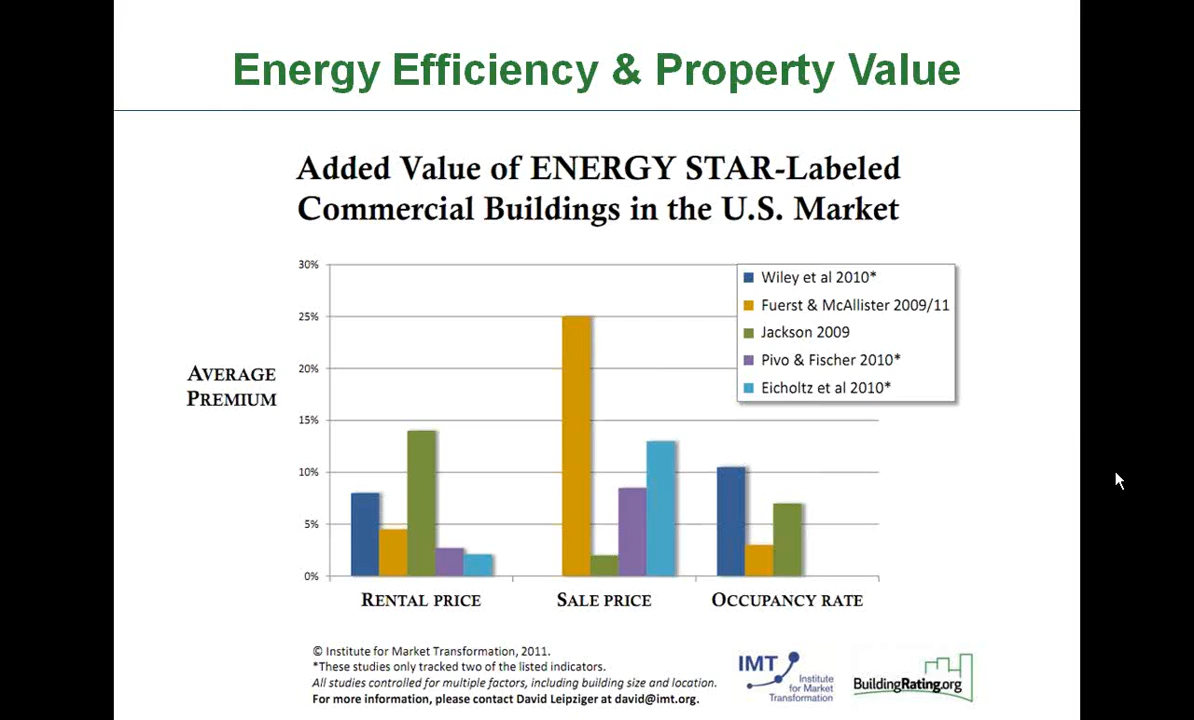 Energy Efficiency & Property Value
Added Value of ENERGY STAR-Labeled
Commercial Buildings in the U.S. Market
30%
25%
20%
15%
10%
5%
0%
AVERAGE
PREMIUM
Wiley et al 2010*
Fuerst & McAllister 2009/11
Jackson 2009
Pivo & Fischer 2010*
Eicholtz et al 2010*
RENTAL PRICE
SALE PRICE
OCCUPANCY RATE
© Institute for Market Transformation, 2011.
*These studies only tracked two of the listed indicators.
All studies controlled for multiple factors, including building size and location.
For more information, please contact David Leipziger at david@imt.org.
IMT
Institute
for Market
Transformation
BuildingRating.org